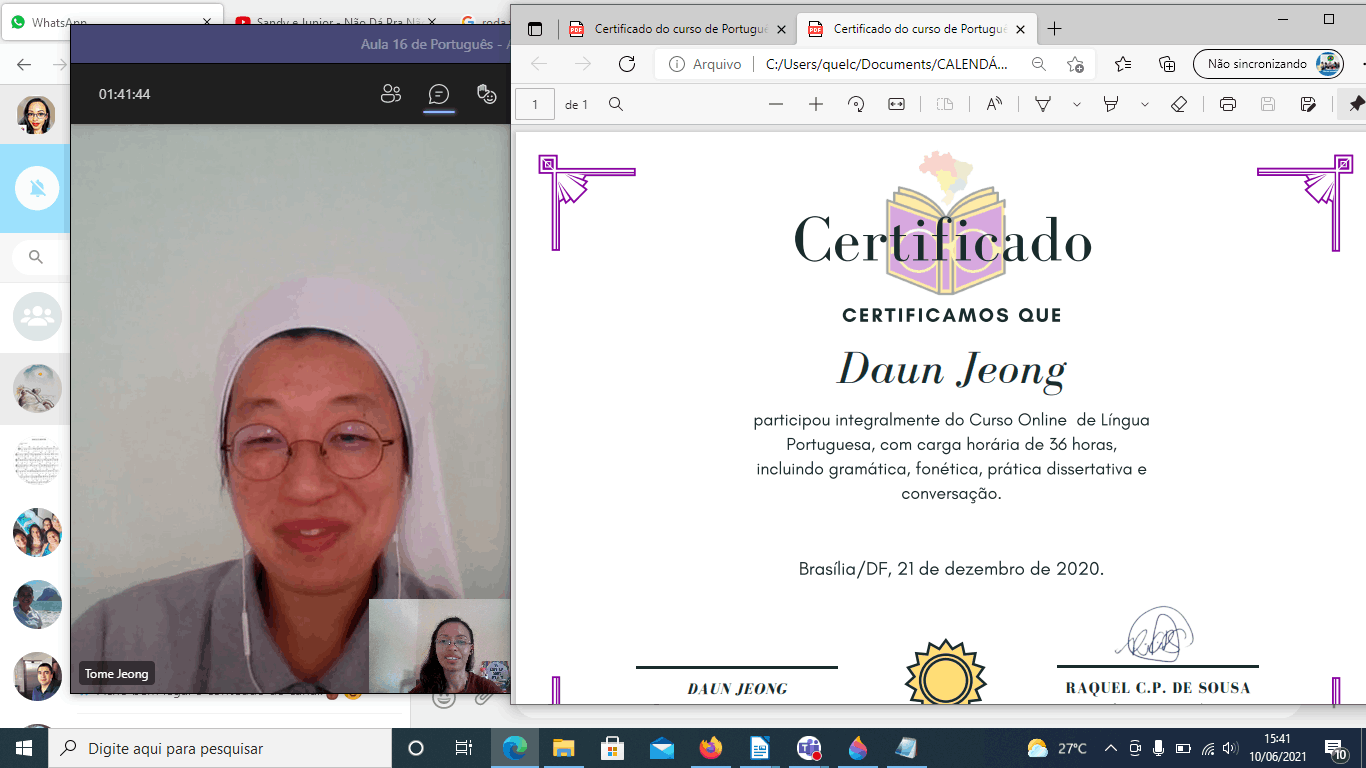 WhatsApp
Sandy e Junior - Não Dá Pra Nã
roda
Aula 16 de Português - A
01:41:44
Tome Jeong
Certificado do curso de Portugu
Certificado do curso de Portugu
Arquivo
C:/Users/quelc/Documents/CALENDÁ...
Não sincronizando
1
de 1
Certificado
CERTIFICAMOS QUE
Daun Jeong
participou integralmente do Curso Online de Língua
Portuguesa, com carga horária de 36 horas,
incluindo gramática, fonética, prática dissertativa e
conversação.
Brasília/DF, 21 de dezembro de 2020.
DAUN JEONG
RAQUEL C.P. DE SOUSA
Digite aqui para pesquisar
27°C
15:41
10/06/2021
10